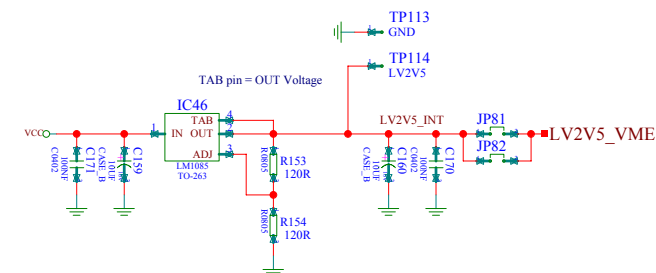 TP113
GND
TP114
LV2V5
TAB pin = OUT Voltage
IC46
TAB 4
VCC 1 IN OUT
ADJ 3
LM1085
TO-263
LV2V5_INT
JP81
JP82
LV2V5_VME
C171
100NF
C0402
C159
10UF
CASE_B
R0805
R153
120R
R0805
R154
120R
C160
10UF
CASE_B
C170
100NF
C0402